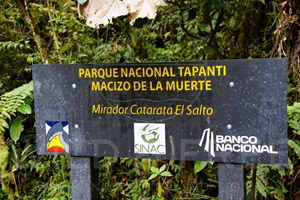 PARQUE NACIONAL TAPANTI
MACIZO DE LA MUERTE
Mirador Catarata El Salto
SINAC
BANCO
NACIONAL